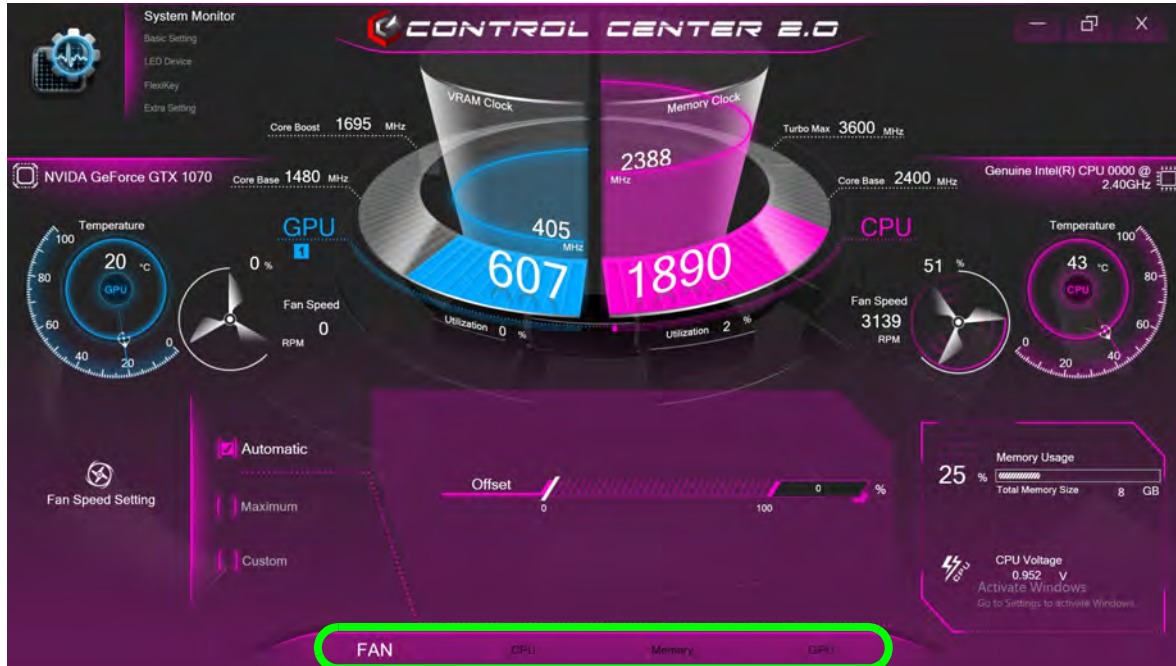 System Monitor
Basic Setting
LED Device
FlexiKey
Extra Setting
CONTROL CENTER 2.0
VRAM Clock
Memory Clock
Core Boost 1695 MHz
Turbo Max 3600 MHz
2388
MHz
NVIDIA GeForce GTX 1070
Core Base 1480 MHz
Core Base 2400 MHz
Genuine Intel(R) CPU 0000 @
2.40GHz
GPU
1
405
MHz
607
1890
CPU
Temperature
100
80
60
40
20
0
20 °C
GPU
0 %
Fan Speed
0
RPM
Utilization 0 %
Utilization 2 %
51 %
Fan Speed
3139
RPM
Temperature
100
80
60
40
20
0
43 °C
CPU
Fan Speed Setting
Automatic
Maximum
Custom
Offset
0 %
0
100
25 %
Memory Usage
Total Memory Size 8 GB
CPU
CPU Voltage
0.952 V
Activate Windows
Go to Settings to activate Windows.
FAN CPU Memory GPU